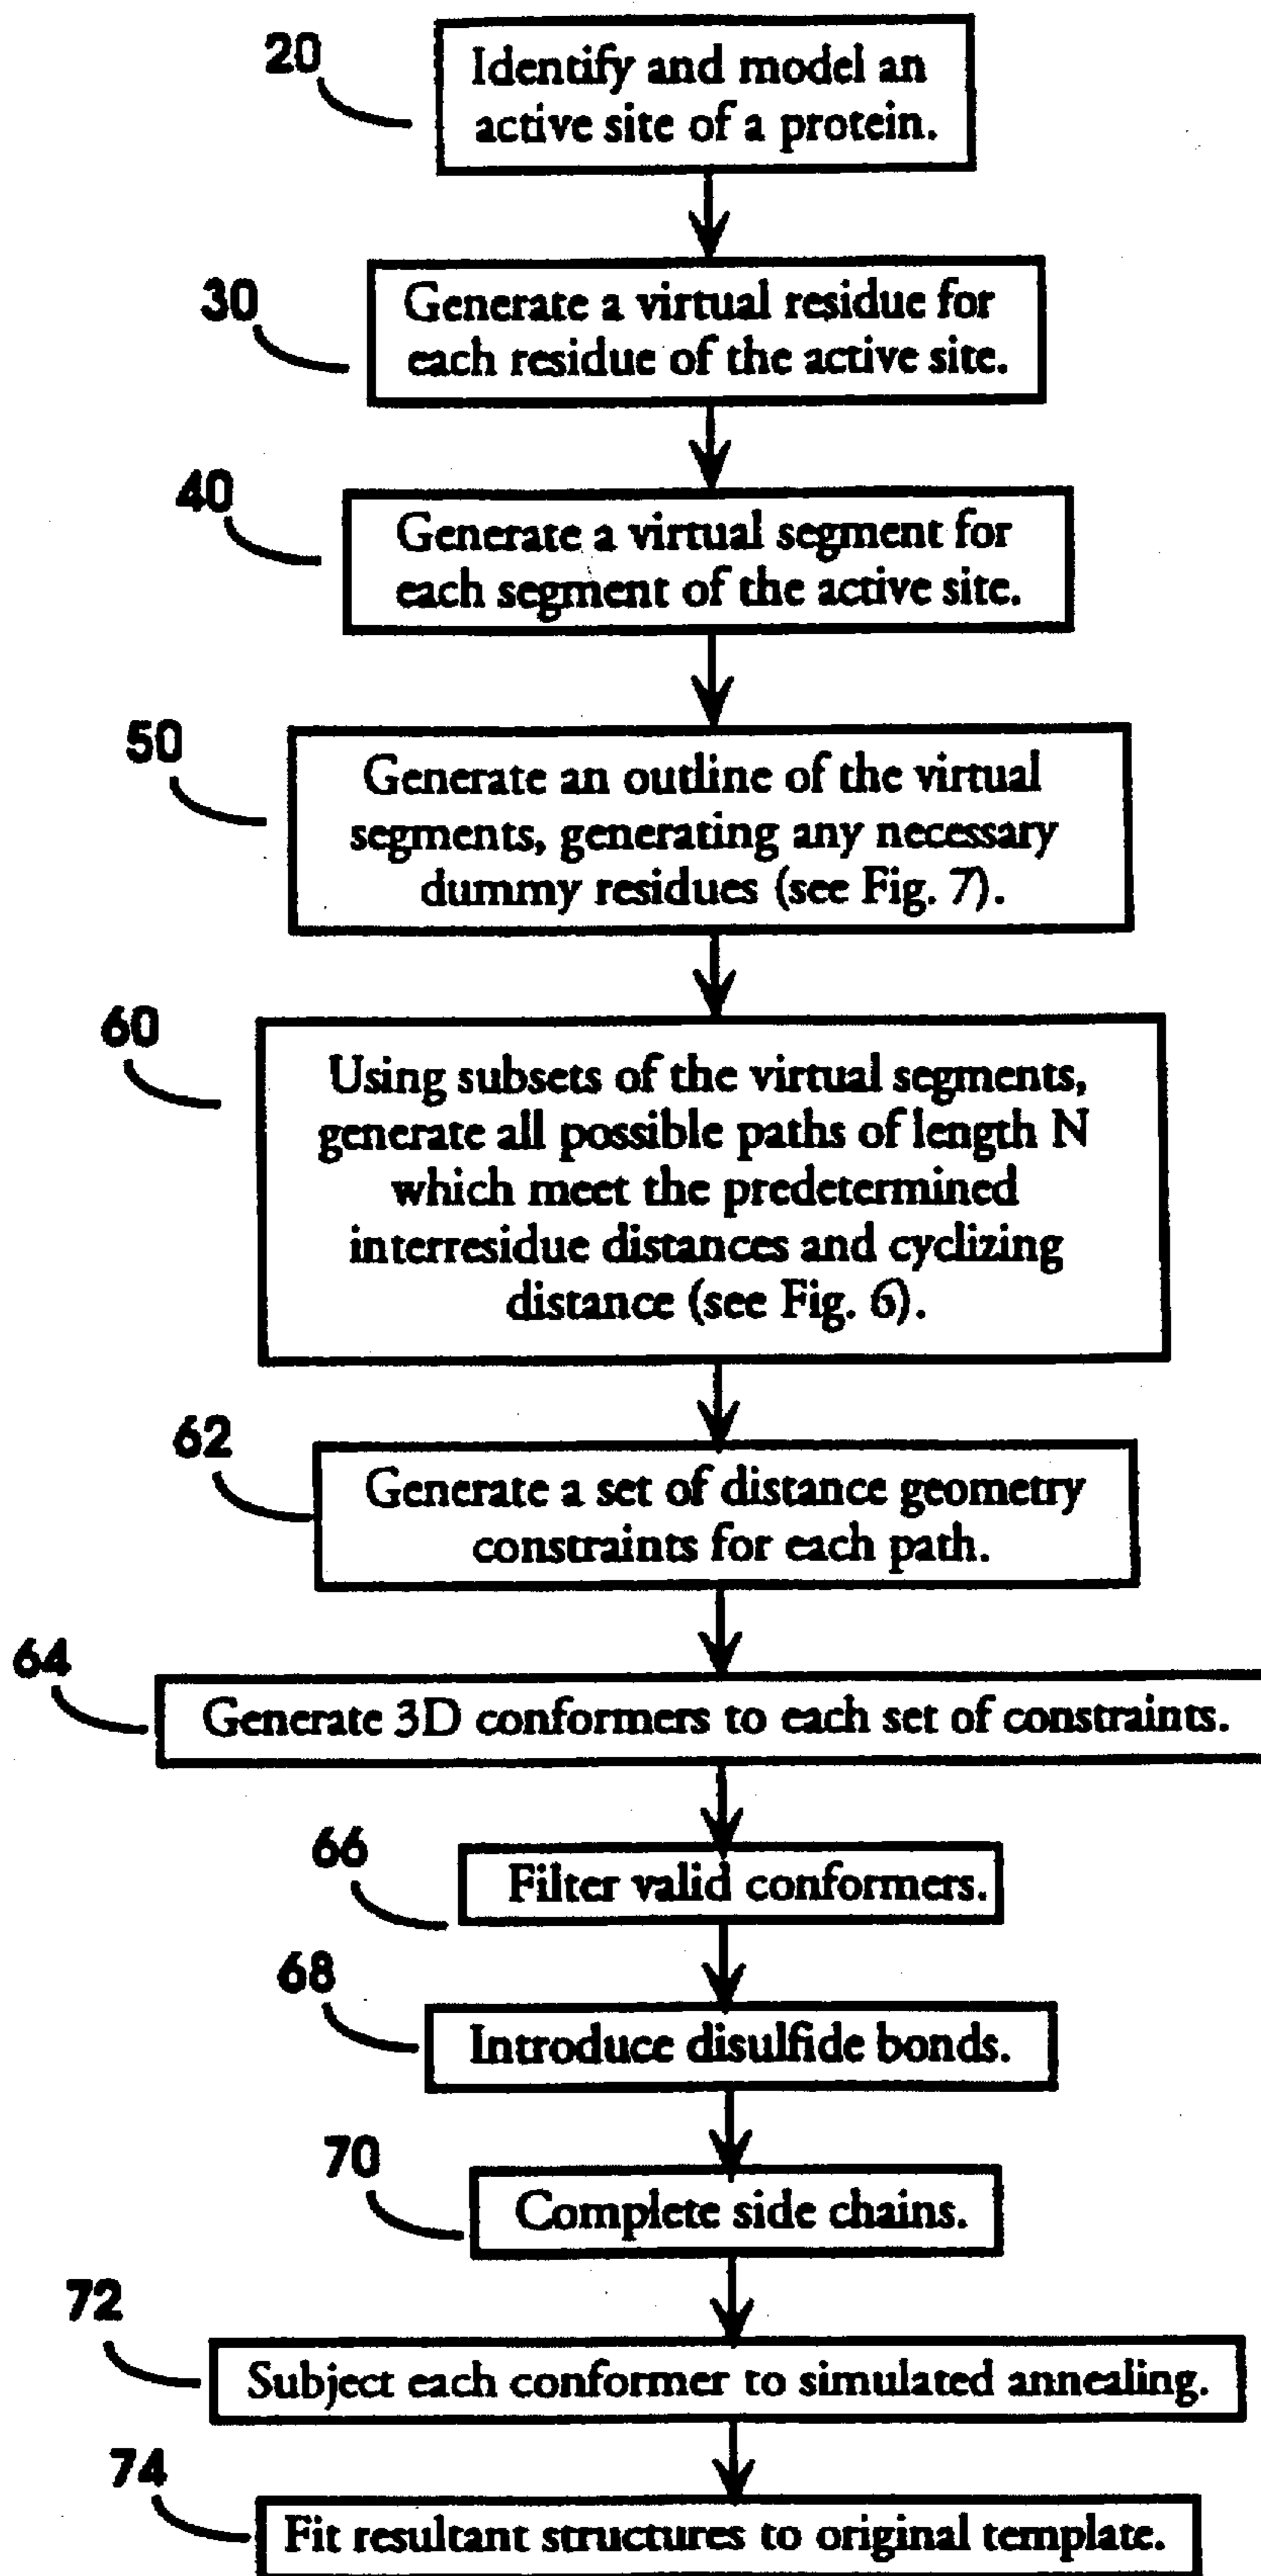 20
Identify and model an
active site of a protein.
30
Generate a virtual residue for
each residue of the active site.
40
Generate a virtual segment for
each segment of the active site.
50
Generate an outline of the virtual
segments, generating any necessary
dummy residues (see Fig. 7).
60
Using subsets of the virtual segments,
generate all possible paths of length N
which meet the predetermined
interresidue distances and cyclizing
distance (see Fig. 6).
62
Generate a set of distance geometry
constraints for each path.
64
Generate 3D conformers to each set of constraints.
66
Filter valid conformers.
68
Introduce disulfide bonds.
70
Complete side chains.
72
Subject each conformer to simulated annealing.
74
Fit resultant structures to original template.